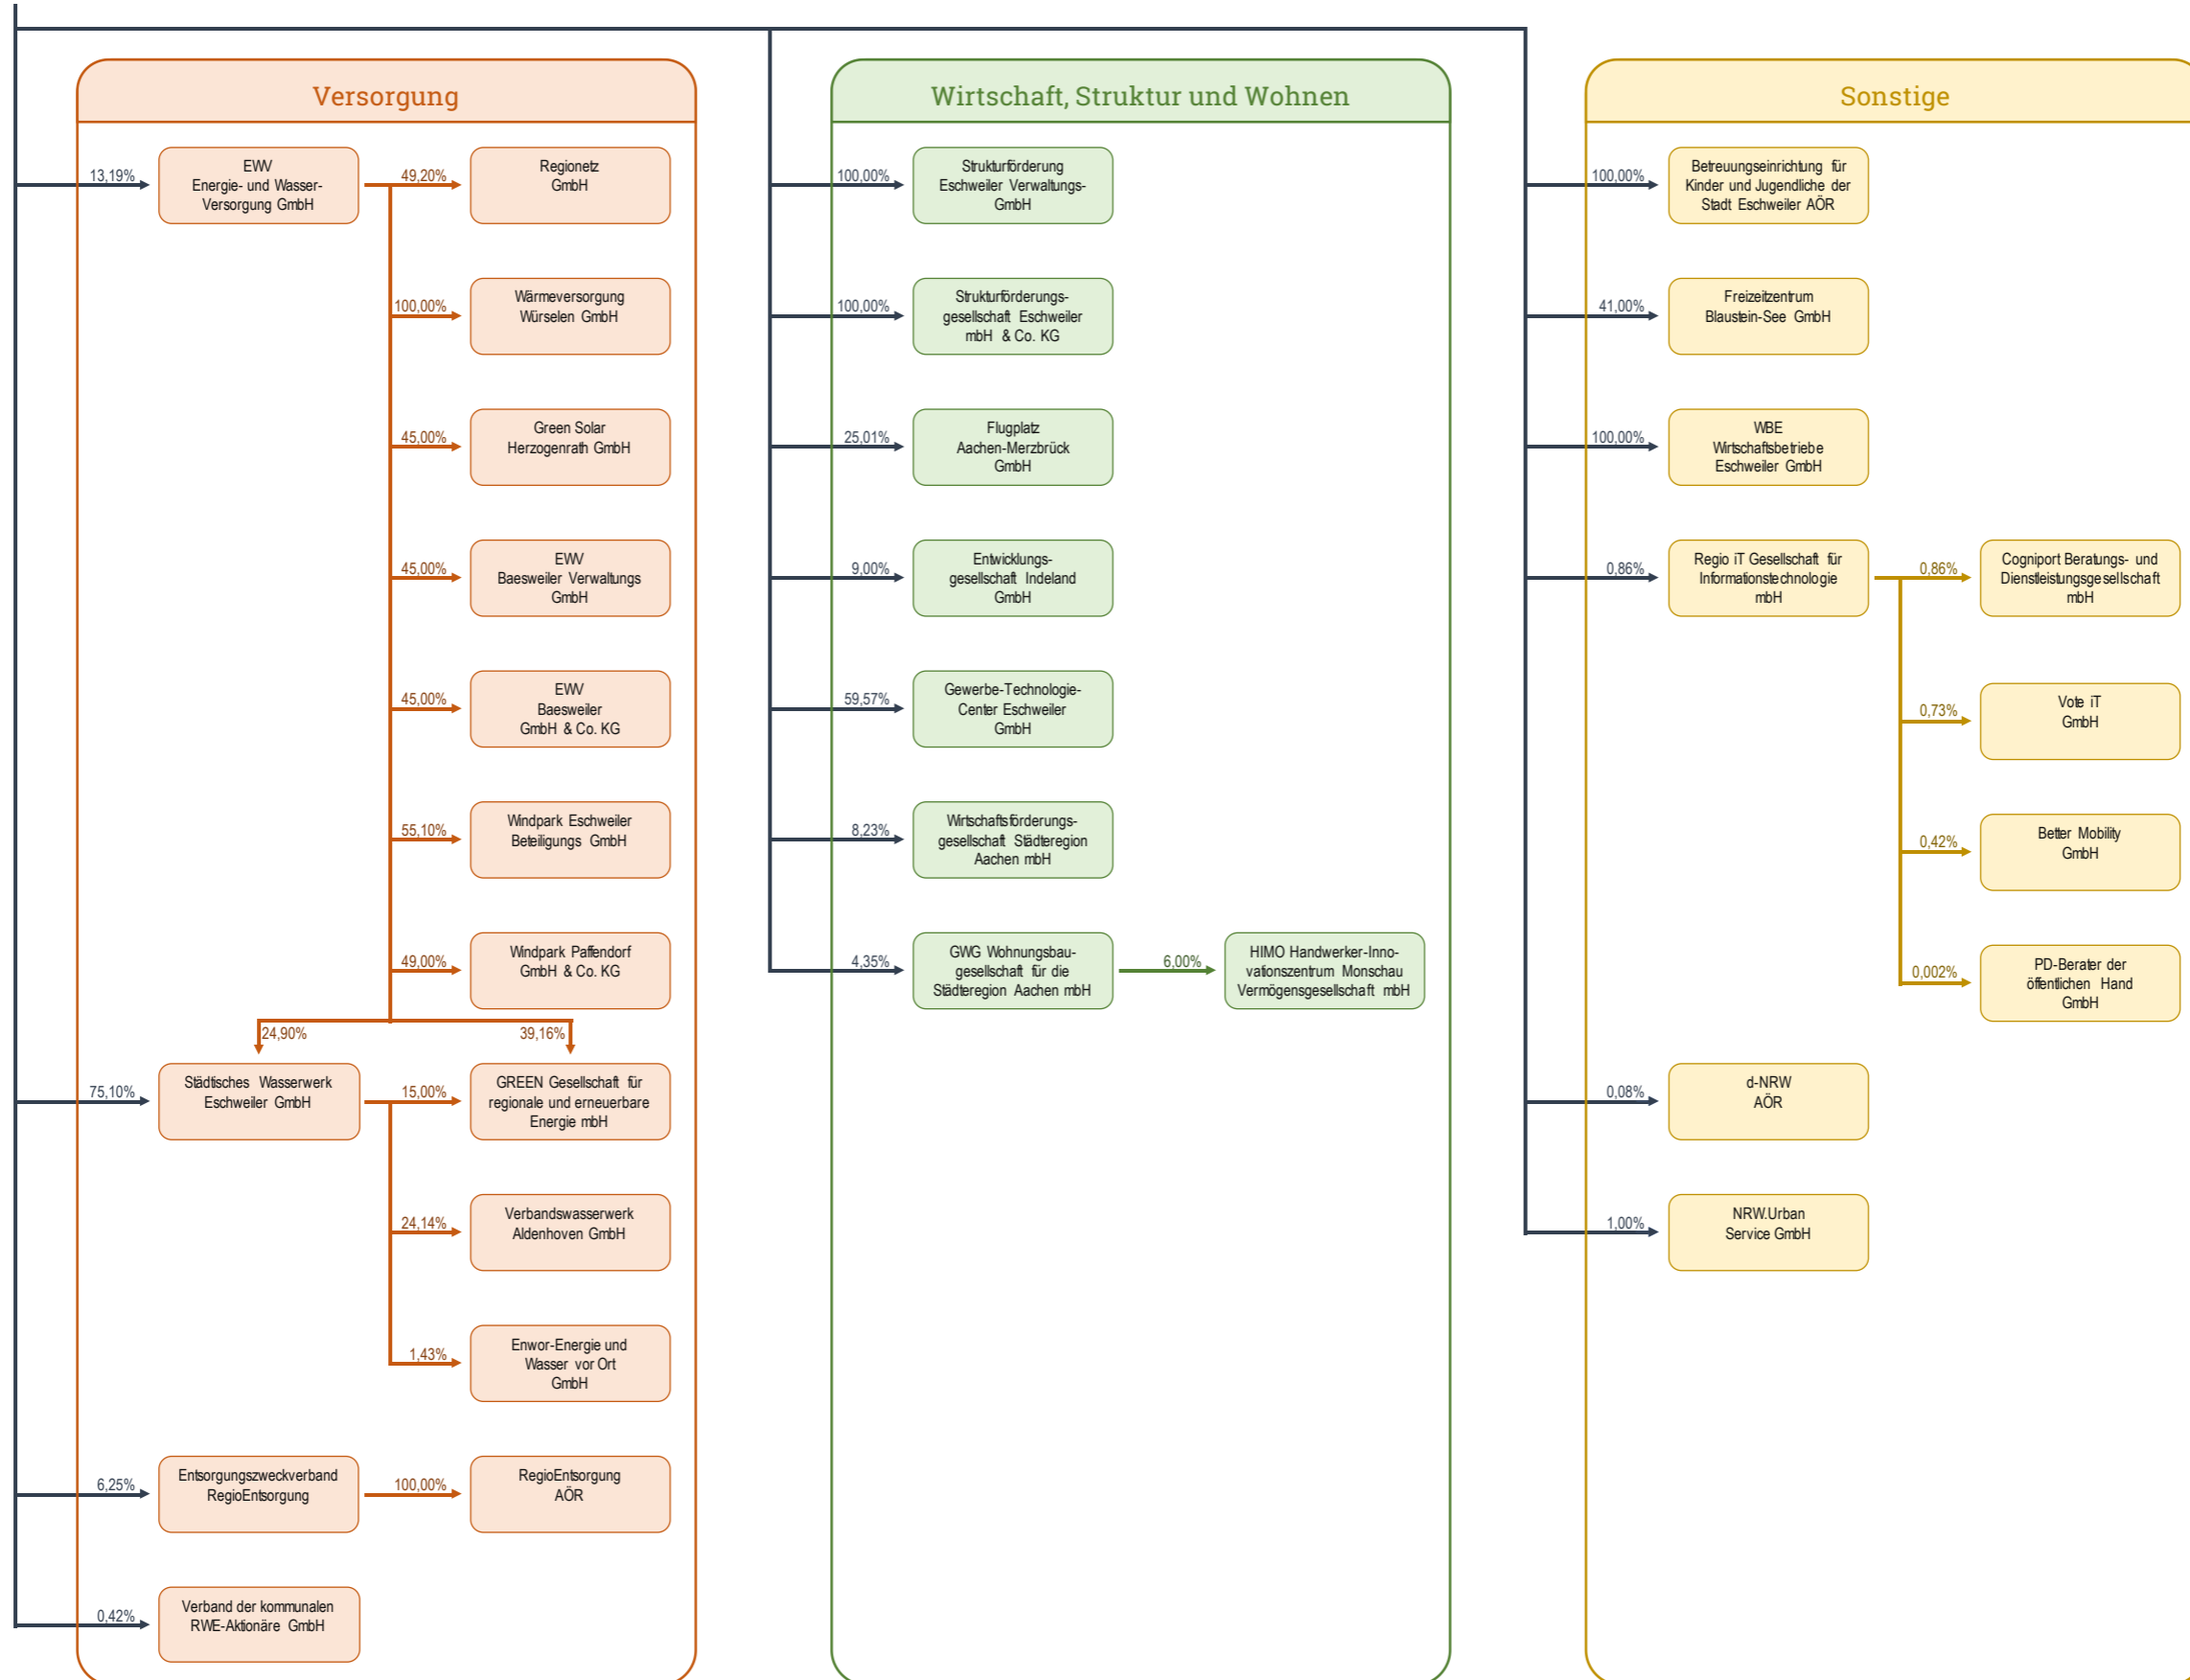 Versorgung
13,19%
EWV
Energie- und Wasser-
Versorgung GmbH
49,20%
Regionetz
GmbH
100,00%
Wärmeversorgung
Würselen GmbH
45,00%
Green Solar
Herzogenrath GmbH
45,00%
EWV
Baesweiler Verwaltungs
GmbH
45,00%
EWV
Baesweiler
GmbH & Co. KG
55,10%
Windpark Eschweiler
Beteiligungs GmbH
49,00%
Windpark Paffendorf
GmbH & Co. KG
24,90%
39,16%
75,10%
Städtisches Wasserwerk
Eschweiler GmbH
15,00%
GREEN Gesellschaft für
regionale und erneuerbare
Energie mbH
24,14%
Verbandswasserwerk
Aldenhoven GmbH
1,43%
Enwor-Energie und
Wasser vor Ort
GmbH
6,25%
Entsorgungszweckverband
RegioEntsorgung
100,00%
RegioEntsorgung
AÖR
0,42%
Verband der kommunalen
RWE-Aktionäre GmbH
Wirtschaft, Struktur und Wohnen
100,00%
Strukturförderung
Eschweiler Verwaltungs-
GmbH
100,00%
Strukturförderungs-
gesellschaft Eschweiler
mbH & Co. KG
25,01%
Flugplatz
Aachen-Merzbrück
GmbH
9,00%
Entwicklungs-
gesellschaft Indeland
GmbH
59,57%
Gewerbe-Technologie-
Center Eschweiler
GmbH
8,23%
Wirtschaftsförderungs-
gesellschaft Städteregion
Aachen mbH
4,35%
GWG Wohnungsbau-
gesellschaft für die
Städteregion Aachen mbH
6,00%
HIMO Handwerker-Inno-
vationszentrum Monschau
Vermögensgesellschaft mbH
Sonstige
100,00%
Betreuungseinrichtung für
Kinder und Jugendliche der
Stadt Eschweiler AÖR
41,00%
Freizeitzentrum
Blaustein-See GmbH
100,00%
WBE
Wirtschaftsbetriebe
Eschweiler GmbH
0,86%
Regio iT Gesellschaft für
Informationstechnologie
mbH
0,86%
Cogniport Beratungs- und
Dienstleistungsgesellschaft
mbH
0,73%
Vote iT
GmbH
0,42%
Better Mobility
GmbH
0,002%
PD-Berater der
öffentlichen Hand
GmbH
0,08%
d-NRW
AÖR
1,00%
NRW.Urban
Service GmbH